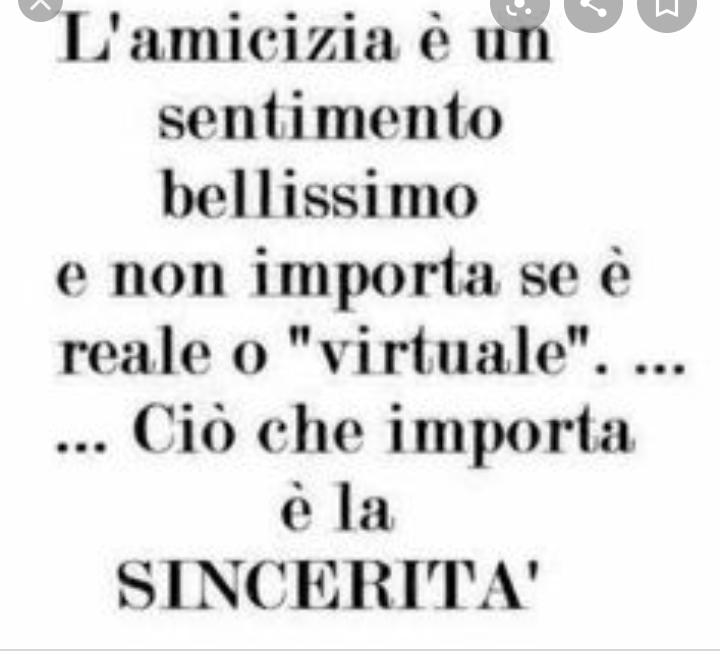 L'amicizia è un
sentimento
bellissimo
e non importa se è
reale o "virtuale". ...
... Ciò che importa
è la
SINCERITA'